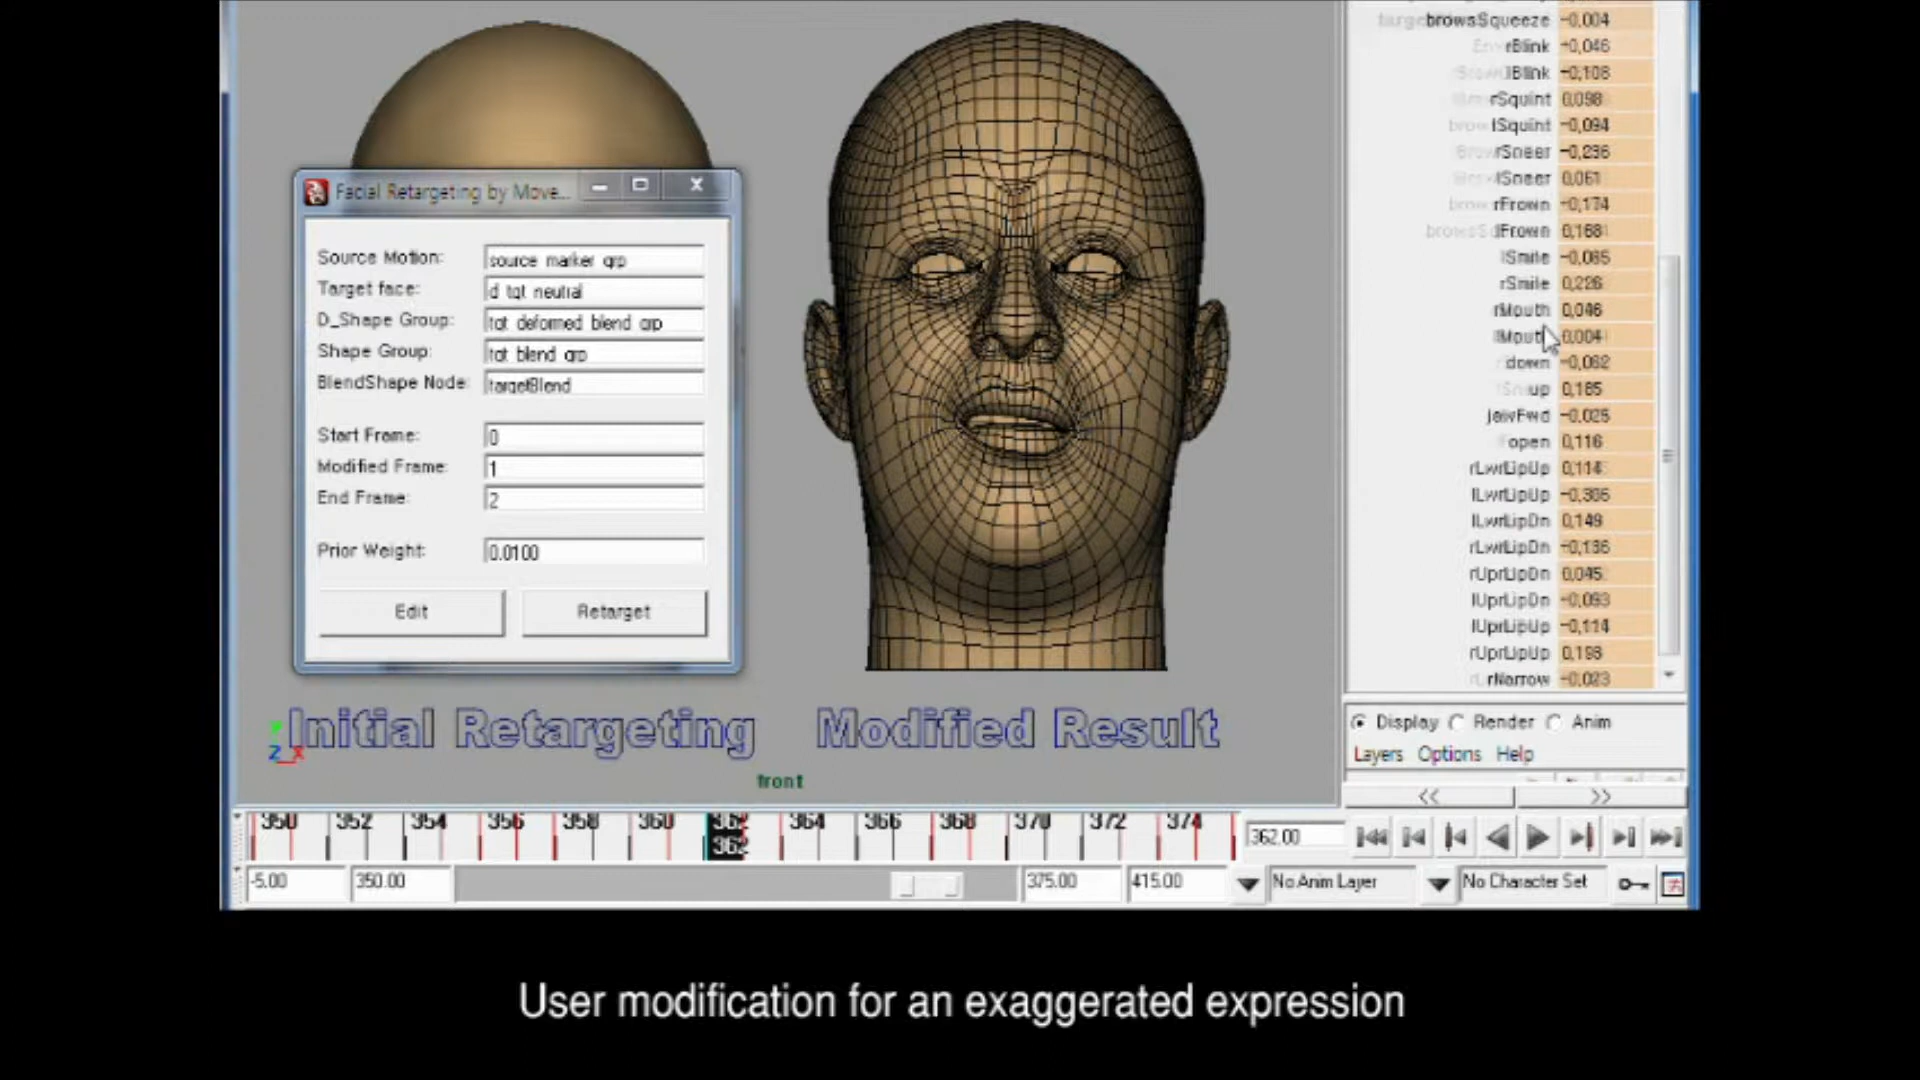 Facial Retargeting by Move...
Source Motion: source marker grp
Target face: d tgt neutral
D_Shape Group: tgt deformed blend grp
Shape Group: tgt blend grp
BlendShape Node: targetBlend
Start Frame: 0
Modified Frame: 1
End Frame: 2
Prior Weight: 0.0100
Edit Retarget
browsSqueeze -0,004
rBlink -0,046
lBlink -0,108
rSquint 0,098
lSquint -0,094
rSneer -0,236
lSneer 0,061
rFrown -0,174
lFrown 0,168
lSmile -0,065
rSmile 0,226
rMouth 0,046
lMouth 0,004
down -0,062
up 0,185
jawFwd -0,025
open 0,116
rLwrLipUp 0,114
lLwrLipUp -0,306
lLwrLipDn 0,149
rLwrLipDn -0,136
rUprLipDn 0,045
lUprLipDn -0,093
lUprLipUp -0,114
rUprLipUp 0,198
rNarrow -0,023
Display Render Anim
Layers Options Help
<< >>
Initial Retargeting Modified Result
Y
Z X
front
350 352 354 356 358 360 362 364 366 368 370 372 374
362
362.00
-5.00 350.00 375.00 415.00 No Anim Layer No Character Set
User modification for an exaggerated expression